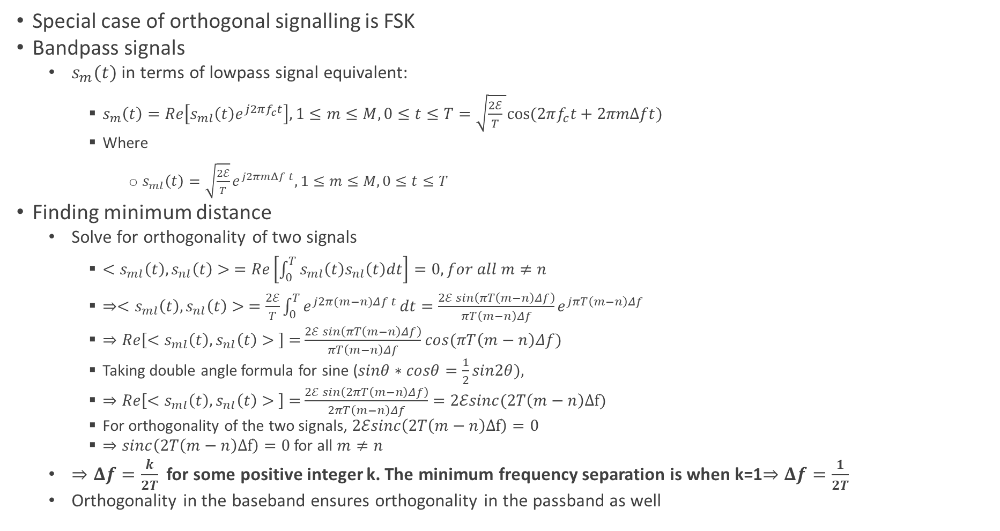 • Special case of orthogonal signalling is FSK
• Bandpass signals
• $s_m(t)$ in terms of lowpass signal equivalent:
▪ $s_m(t) = Re\left[s_{ml}(t)e^{j2\pi f_c t}\right], 1 \le m \le M, 0 \le t \le T = \sqrt{\frac{2\mathcal{E}}{T}}\cos(2\pi f_c t + 2\pi m\Delta f t)$
▪ Where
○ $s_{ml}(t) = \sqrt{\frac{2\mathcal{E}}{T}}e^{j2\pi m\Delta f\ t}, 1 \le m \le M, 0 \le t \le T$
• Finding minimum distance
• Solve for orthogonality of two signals
▪ $< s_{ml}(t), s_{nl}(t) > = Re\left[\int_0^T s_{ml}(t)s_{nl}(t)dt\right] = 0, for\ all\ m \ne n$
▪ $\Rightarrow < s_{ml}(t), s_{nl}(t) > = \frac{2\mathcal{E}}{T}\int_0^T e^{j2\pi(m-n)\Delta f\ t}\,dt = \frac{2\mathcal{E}\ sin(\pi T(m-n)\Delta f)}{\pi T(m-n)\Delta f}e^{j\pi T(m-n)\Delta f}$
▪ $\Rightarrow Re[< s_{ml}(t), s_{nl}(t) >] = \frac{2\mathcal{E}\ sin(\pi T(m-n)\Delta f)}{\pi T(m-n)\Delta f}cos(\pi T(m-n)\Delta f)$
▪ Taking double angle formula for sine ($sin\theta * cos\theta = \frac{1}{2}sin2\theta$),
▪ $\Rightarrow Re[< s_{ml}(t), s_{nl}(t) >] = \frac{2\mathcal{E}\ sin(2\pi T(m-n)\Delta f)}{2\pi T(m-n)\Delta f} = 2\mathcal{E}sinc(2T(m-n)\Delta f)$
▪ For orthogonality of the two signals, $2\mathcal{E}sinc(2T(m-n)\Delta f) = 0$
▪ $\Rightarrow sinc(2T(m-n)\Delta f) = 0$ for all $m \ne n$
• $\Rightarrow \Delta f = \frac{k}{2T}$ for some positive integer k. The minimum frequency separation is when k=1$\Rightarrow \Delta f = \frac{1}{2T}$
• Orthogonality in the baseband ensures orthogonality in the passband as well